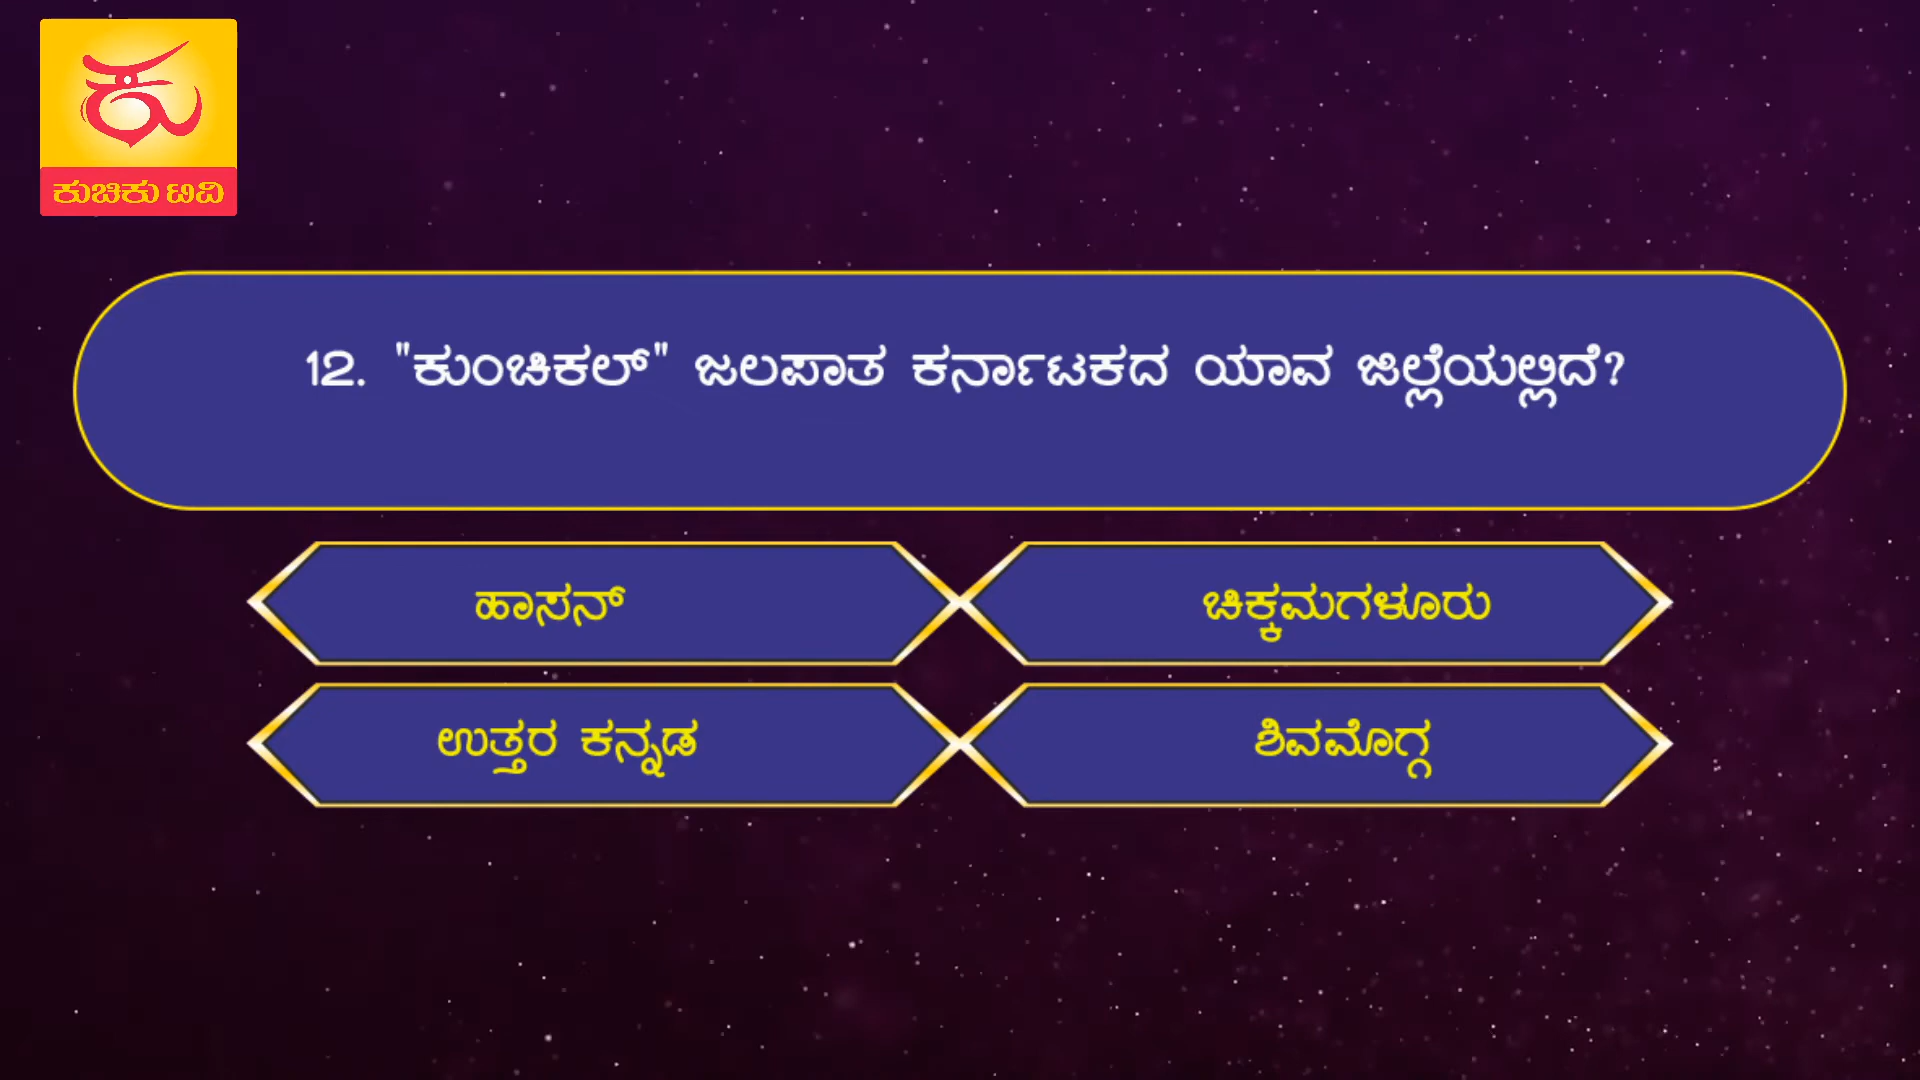 ಕು
ಕುಚಿಕು ಟಿವಿ
12. "ಕುಂಚಿಕಲ್" ಜಲಪಾತ ಕರ್ನಾಟಕದ ಯಾವ ಜಿಲ್ಲೆಯಲ್ಲಿದೆ?
ಹಾಸನ್
ಚಿಕ್ಕಮಗಳೂರು
ಉತ್ತರ ಕನ್ನಡ
ಶಿವಮೊಗ್ಗ